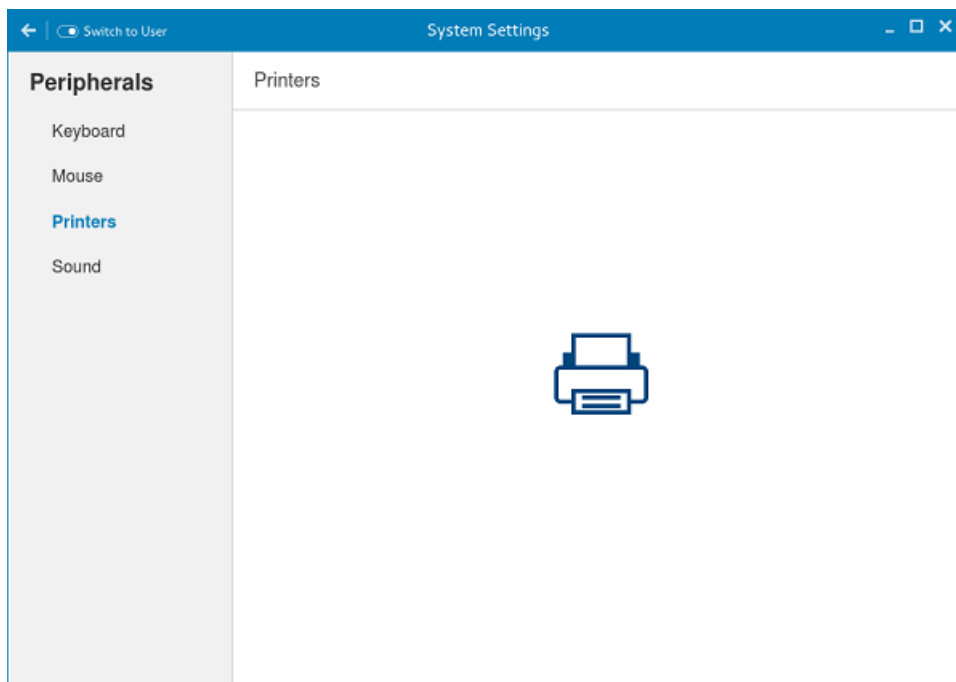 Switch to User
System Settings
Peripherals
Keyboard
Mouse
Printers
Sound
Printers